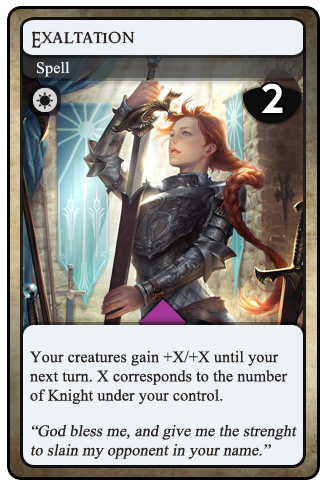 Exaltation
Spell
2
Your creatures gain +X/+X until your
next turn. X corresponds to the number
of Knight under your control.
“God bless me, and give me the strenght
to slain my opponent in your name.”